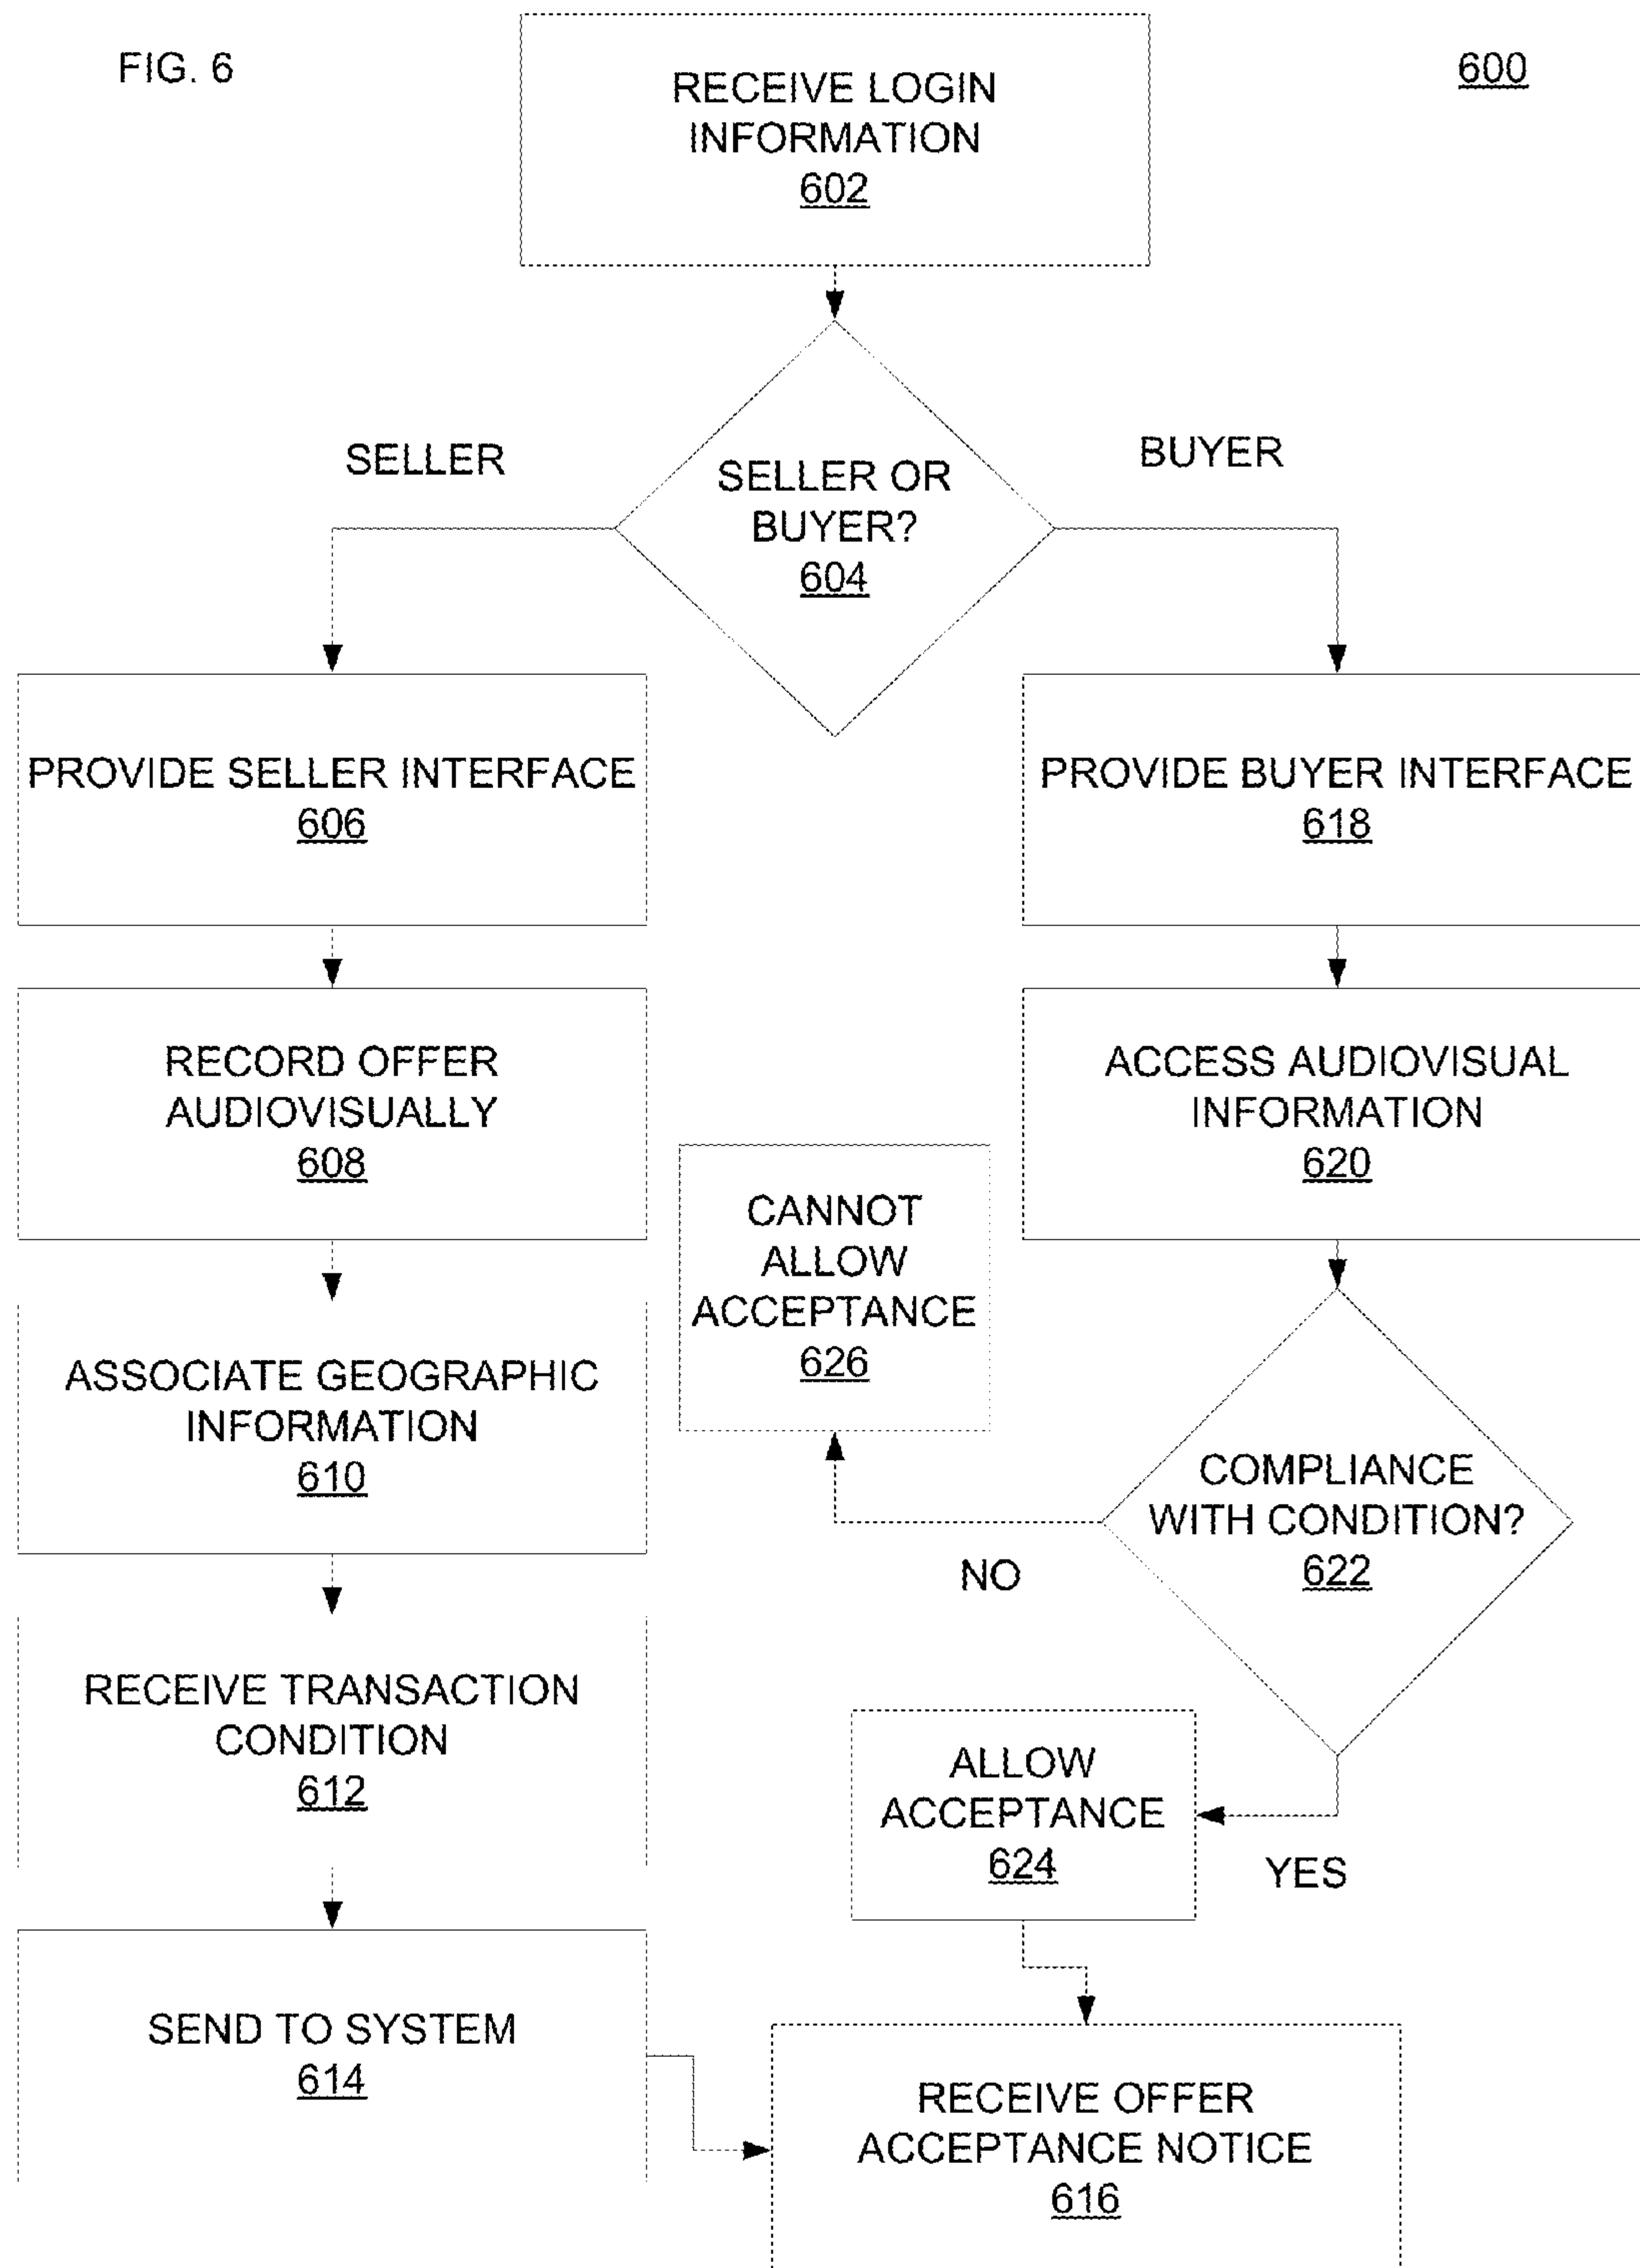 FIG. 6
600
RECEIVE LOGIN
INFORMATION
602
SELLER
BUYER
SELLER OR
BUYER?
604
PROVIDE SELLER INTERFACE
606
PROVIDE BUYER INTERFACE
618
RECORD OFFER
AUDIOVISUALLY
608
ACCESS AUDIOVISUAL
INFORMATION
620
CANNOT
ALLOW
ACCEPTANCE
626
ASSOCIATE GEOGRAPHIC
INFORMATION
610
COMPLIANCE
WITH CONDITION?
622
NO
RECEIVE TRANSACTION
CONDITION
612
ALLOW
ACCEPTANCE
624
YES
SEND TO SYSTEM
614
RECEIVE OFFER
ACCEPTANCE NOTICE
616